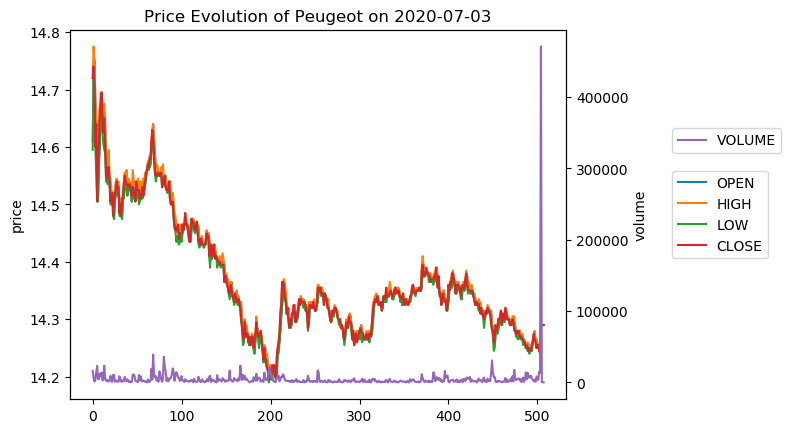 Price Evolution of Peugeot on 2020-07-03
14.8
14.7
14.6
14.5
14.4
14.3
14.2
price
0
100
200
300
400
500
400000
300000
200000
100000
0
volume
VOLUME
OPEN
HIGH
LOW
CLOSE